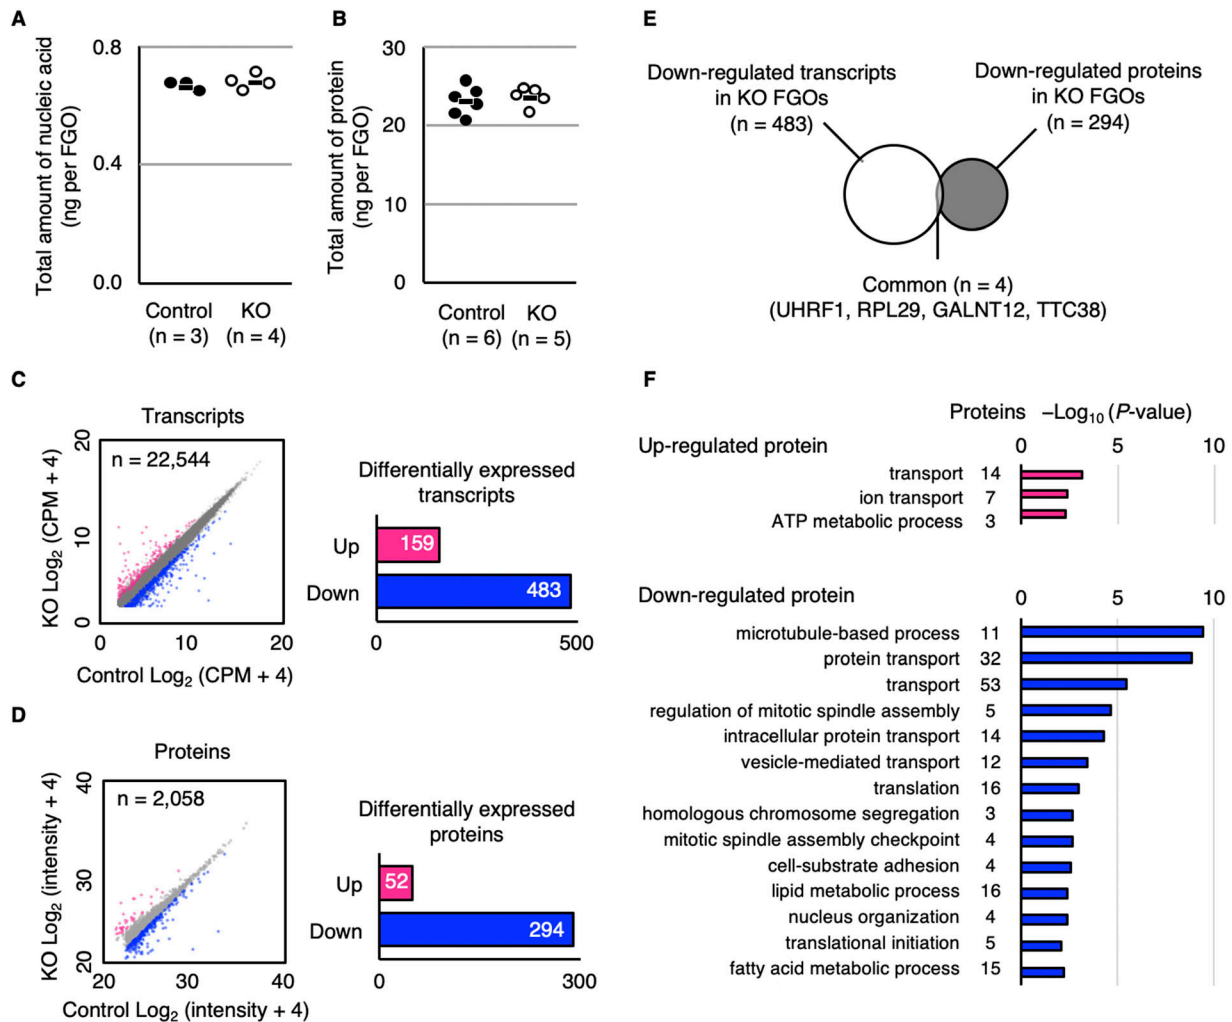 A
Total amount of nucleic acid
(ng per FGO)
0.8
0.4
0.0
Control
(n = 3)
KO
(n = 4)
B
Total amount of protein
(ng per FGO)
30
20
10
0
Control
(n = 6)
KO
(n = 5)
C
Transcripts
n = 22,544
KO Log2 (CPM + 4)
20
10
0
0 10 20
Control Log2 (CPM + 4)
Differentially expressed
transcripts
Up 159
Down 483
0 500
D
Proteins
n = 2,058
KO Log2 (intensity + 4)
40
30
20
20 30 40
Control Log2 (intensity + 4)
Differentially expressed
proteins
Up 52
Down 294
0 300
E
Down-regulated transcripts
in KO FGOs
(n = 483)
Down-regulated proteins
in KO FGOs
(n = 294)
Common (n = 4)
(UHRF1, RPL29, GALNT12, TTC38)
F
Proteins −Log10 (P-value)
Up-regulated protein 0 5 10
transport 14
ion transport 7
ATP metabolic process 3
Down-regulated protein 0 5 10
microtubule-based process 11
protein transport 32
transport 53
regulation of mitotic spindle assembly 5
intracellular protein transport 14
vesicle-mediated transport 12
translation 16
homologous chromosome segregation 3
mitotic spindle assembly checkpoint 4
cell-substrate adhesion 4
lipid metabolic process 16
nucleus organization 4
translational initiation 5
fatty acid metabolic process 15